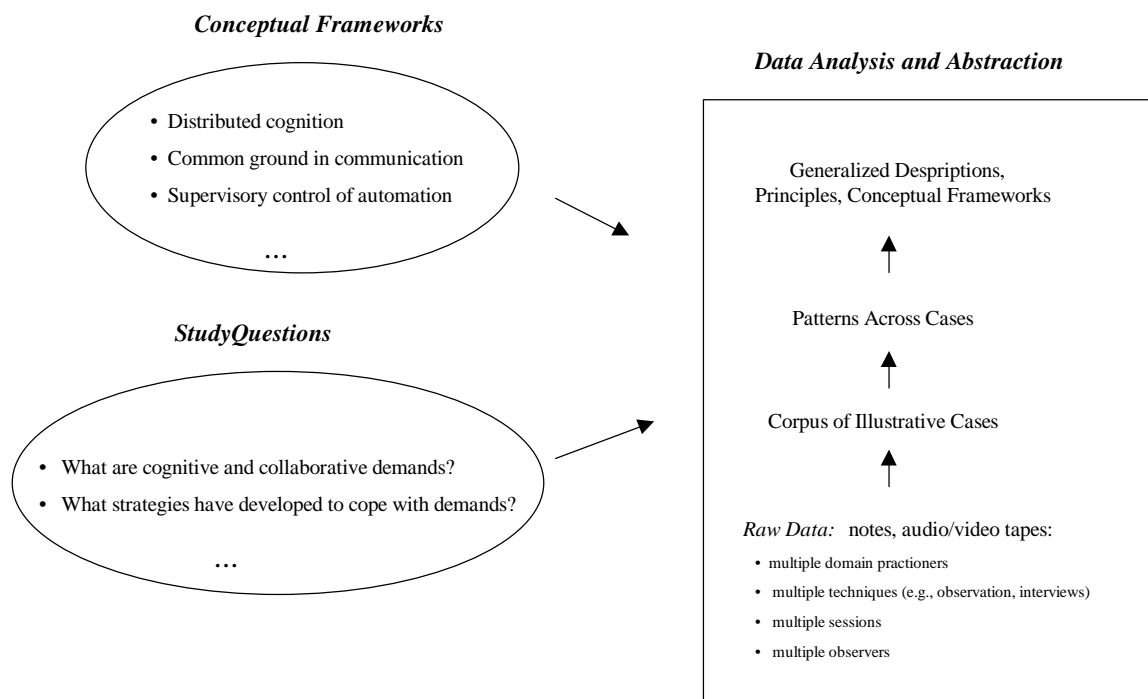 Conceptual Frameworks
• Distributed cognition
• Common ground in communication
• Supervisory control of automation
...
StudyQuestions
• What are cognitive and collaborative demands?
• What strategies have developed to cope with demands?
...
Data Analysis and Abstraction
Generalized Despriptions,
Principles, Conceptual Frameworks
Patterns Across Cases
Corpus of Illustrative Cases
Raw Data: notes, audio/video tapes:
• multiple domain practioners
• multiple techniques (e.g., observation, interviews)
• multiple sessions
• multiple observers